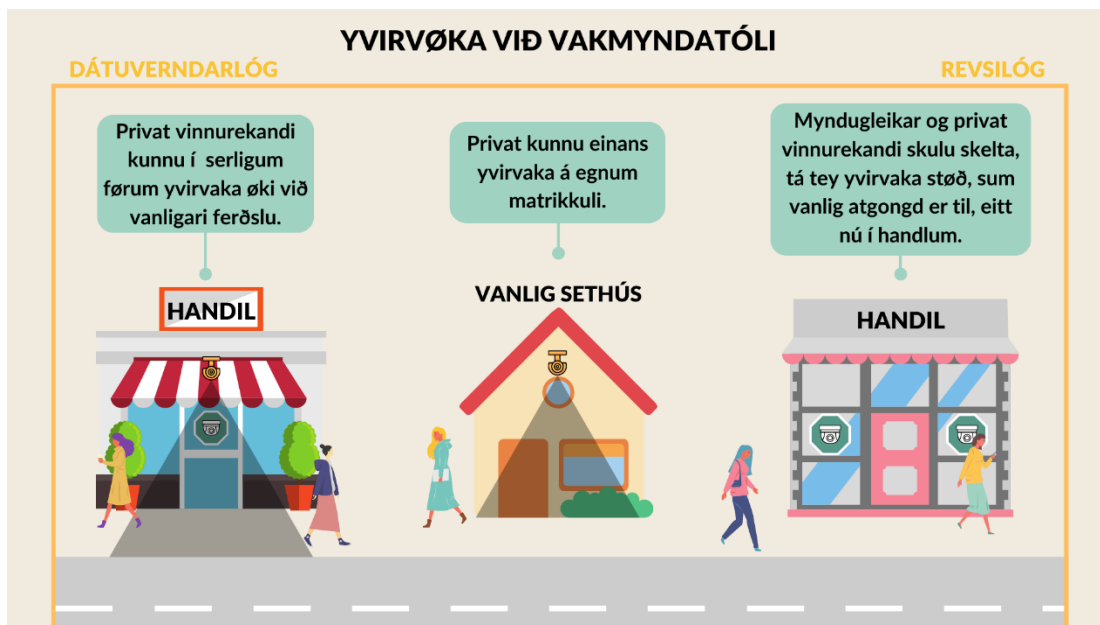 YVIRVØKA VIÐ VAKMYNDATÓLI
DÁTUVERNDARLÓG
REVSILÓG
Privat vinnurekandi
kunnu í serligum
førum yvirvaka øki við
vanligari ferðslu.
Privat kunnu einans
yvirvaka á egnum
matrikkuli.
Myndugleikar og privat
vinnurekandi skulu skelta,
tá tey yvirvaka støð, sum
vanlig atgongd er til, eitt
nú í handlum.
HANDIL
VANLIG SETHÚS
HANDIL